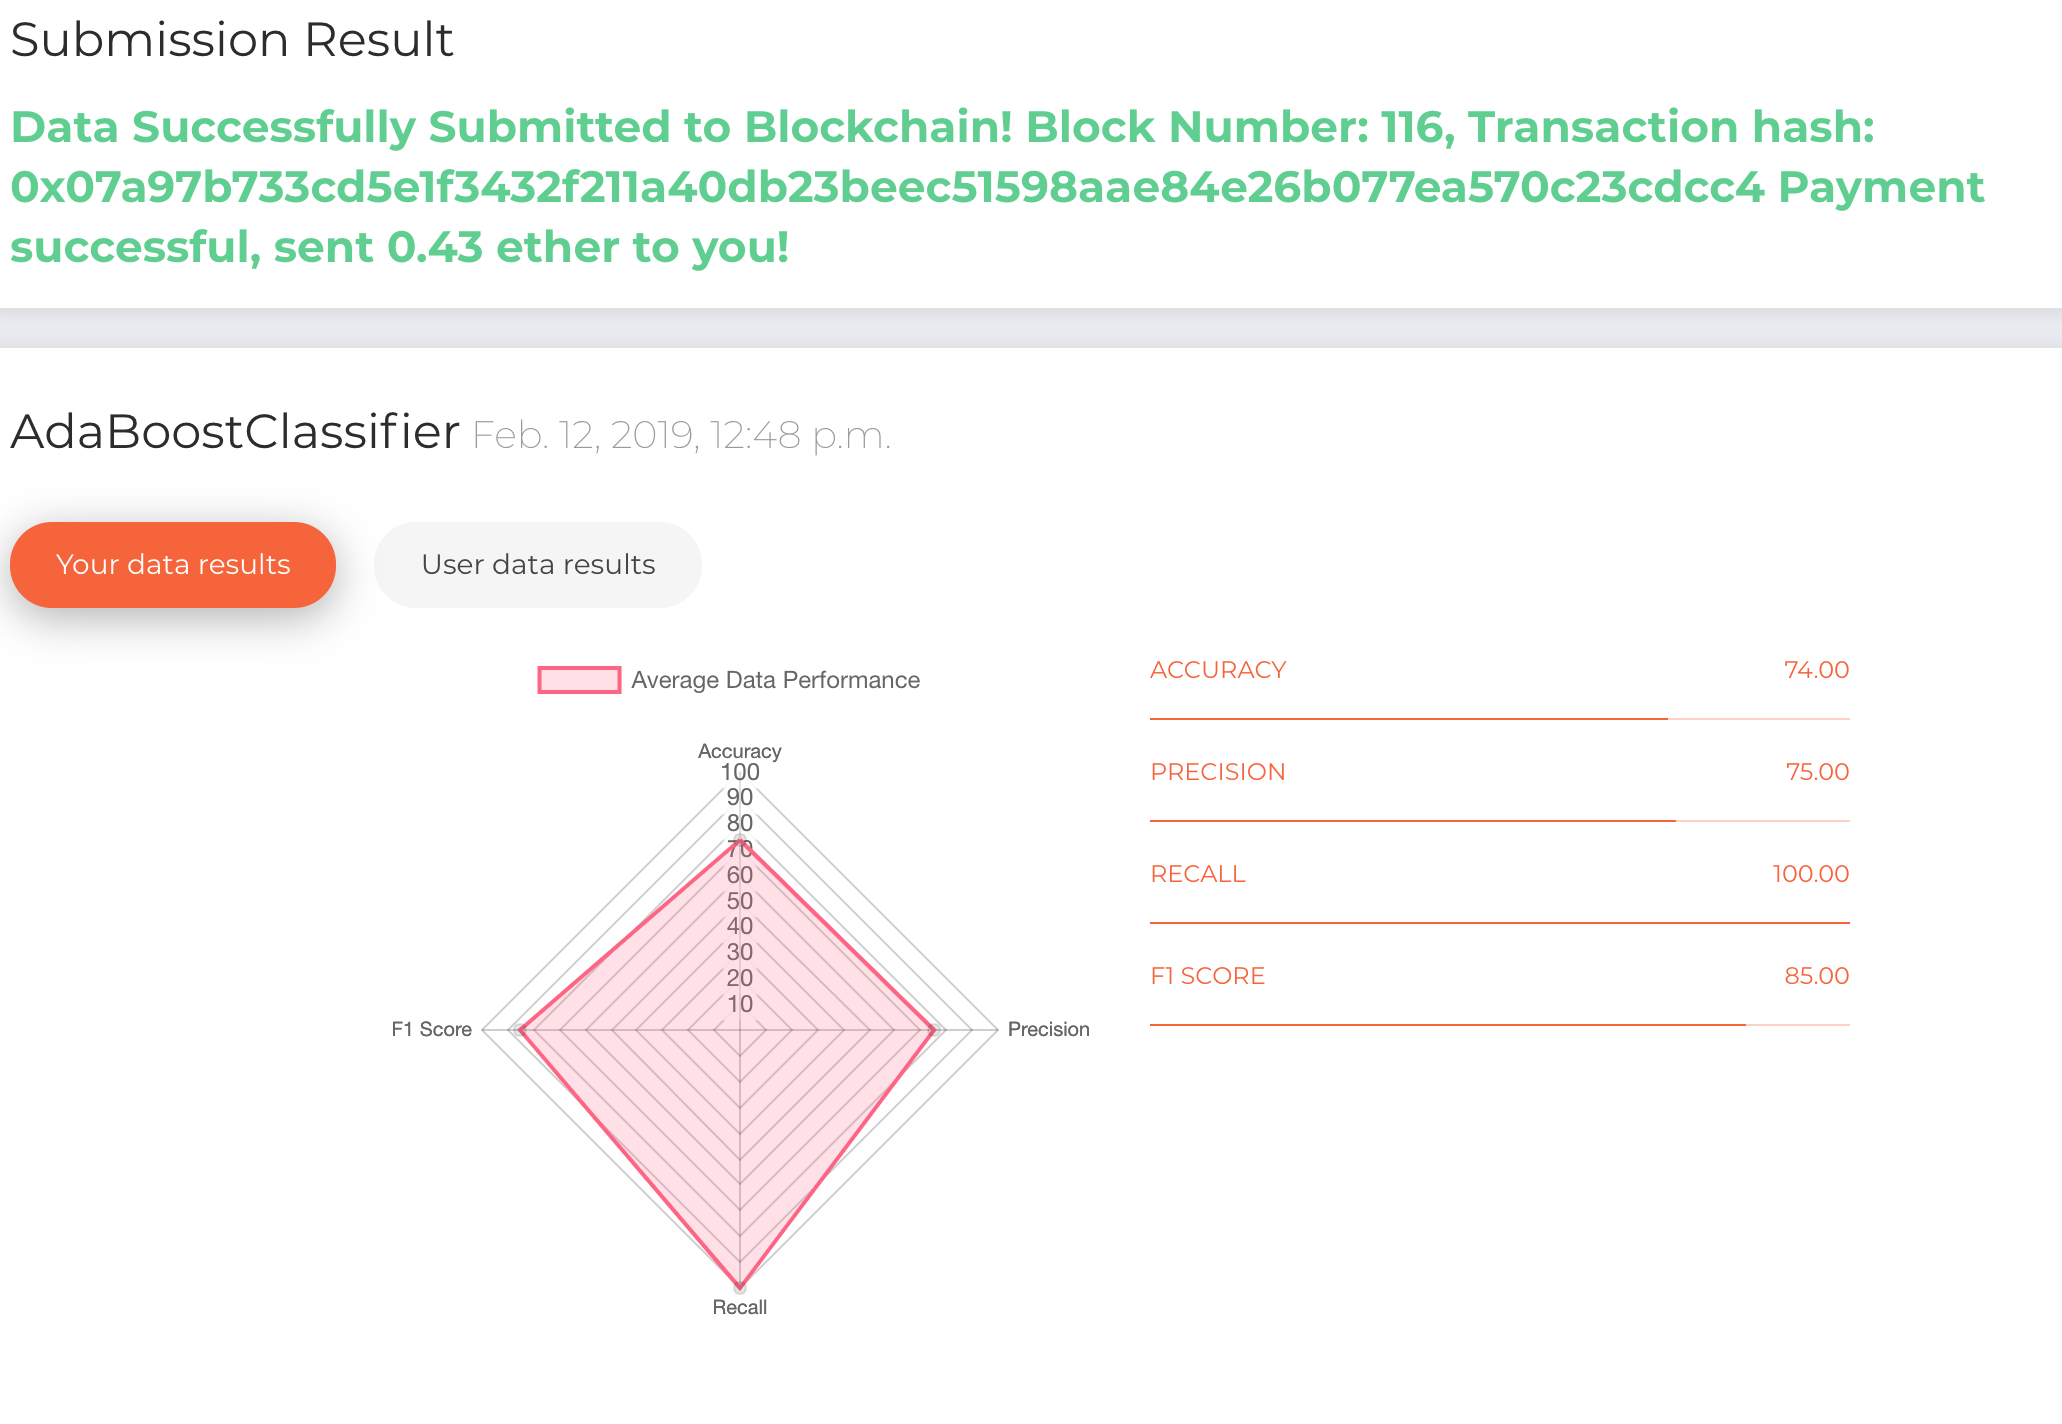 Submission Result
Data Successfully Submitted to Blockchain! Block Number: 116, Transaction hash:
0x07a97b733cd5e1f3432f211a40db23beec51598aae84e26b077ea570c23cdcc4 Payment
successful, sent 0.43 ether to you!
AdaBoostClassifier Feb. 12, 2019, 12:48 p.m.
Your data results
User data results
Average Data Performance
Accuracy
100
90
80
70
60
50
40
30
20
10
F1 Score
Precision
Recall
ACCURACY 74.00
PRECISION 75.00
RECALL 100.00
F1 SCORE 85.00